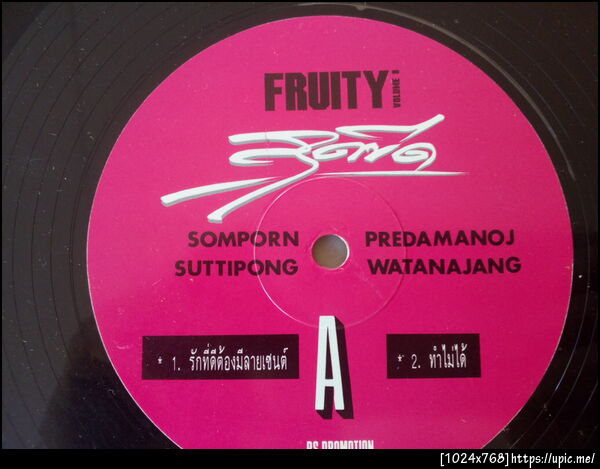 FRUITY VOLUME 8
SOMPORN PREDAMANOJ
SUTTIPONG WATANAJANG
A
* 1. รักที่ดีต้องมีลายเซนต์
* 2. ทำไม่ได้
RS PROMOTION
[1024x768]https://upic.me/